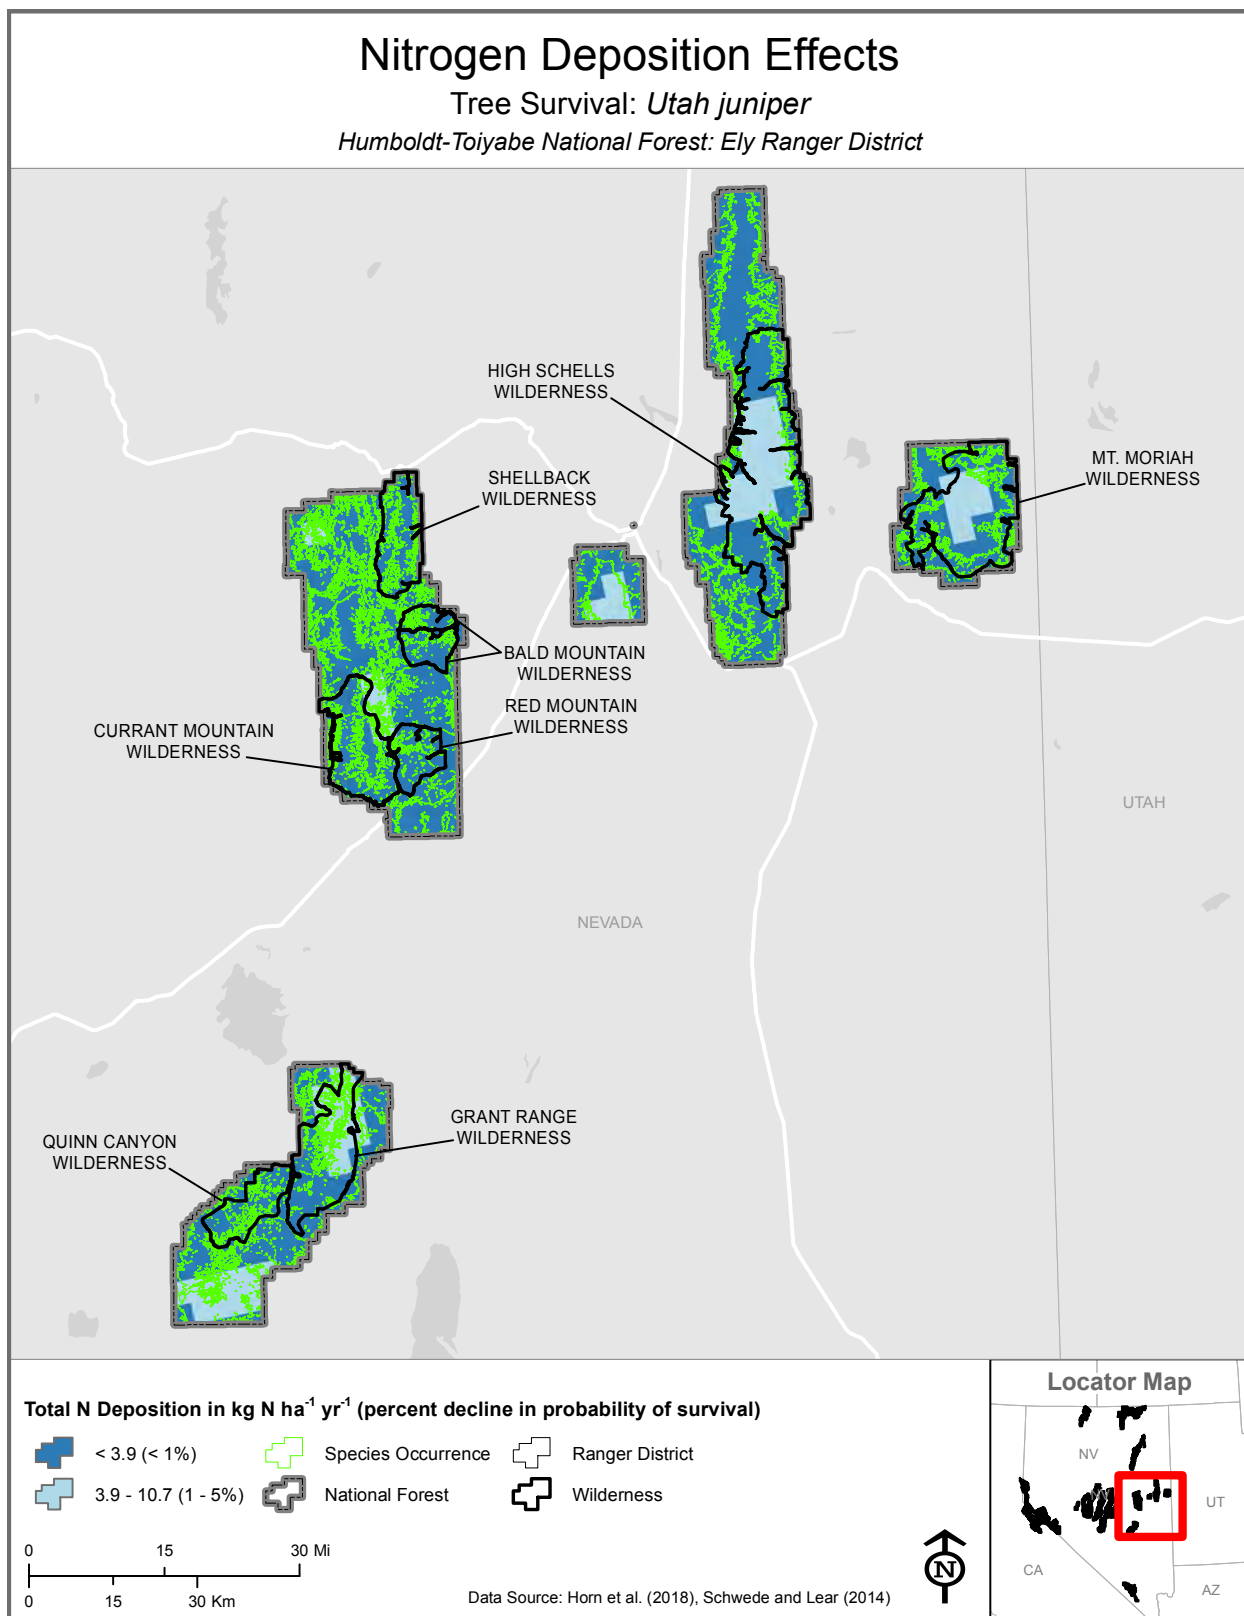 Nitrogen Deposition Effects
Tree Survival: Utah juniper
Humboldt-Toiyabe National Forest: Ely Ranger District
HIGH SCHELLS
WILDERNESS
SHELLBACK
WILDERNESS
MT. MORIAH
WILDERNESS
BALD MOUNTAIN
WILDERNESS
RED MOUNTAIN
WILDERNESS
CURRANT MOUNTAIN
WILDERNESS
UTAH
NEVADA
GRANT RANGE
WILDERNESS
QUINN CANYON
WILDERNESS
Total N Deposition in kg N ha⁻¹ yr⁻¹ (percent decline in probability of survival)
< 3.9 (< 1%)
Species Occurrence
Ranger District
3.9 - 10.7 (1 - 5%)
National Forest
Wilderness
0 15 30 Mi
0 15 30 Km
N
Data Source: Horn et al. (2018), Schwede and Lear (2014)
Locator Map
NV
UT
CA
AZ